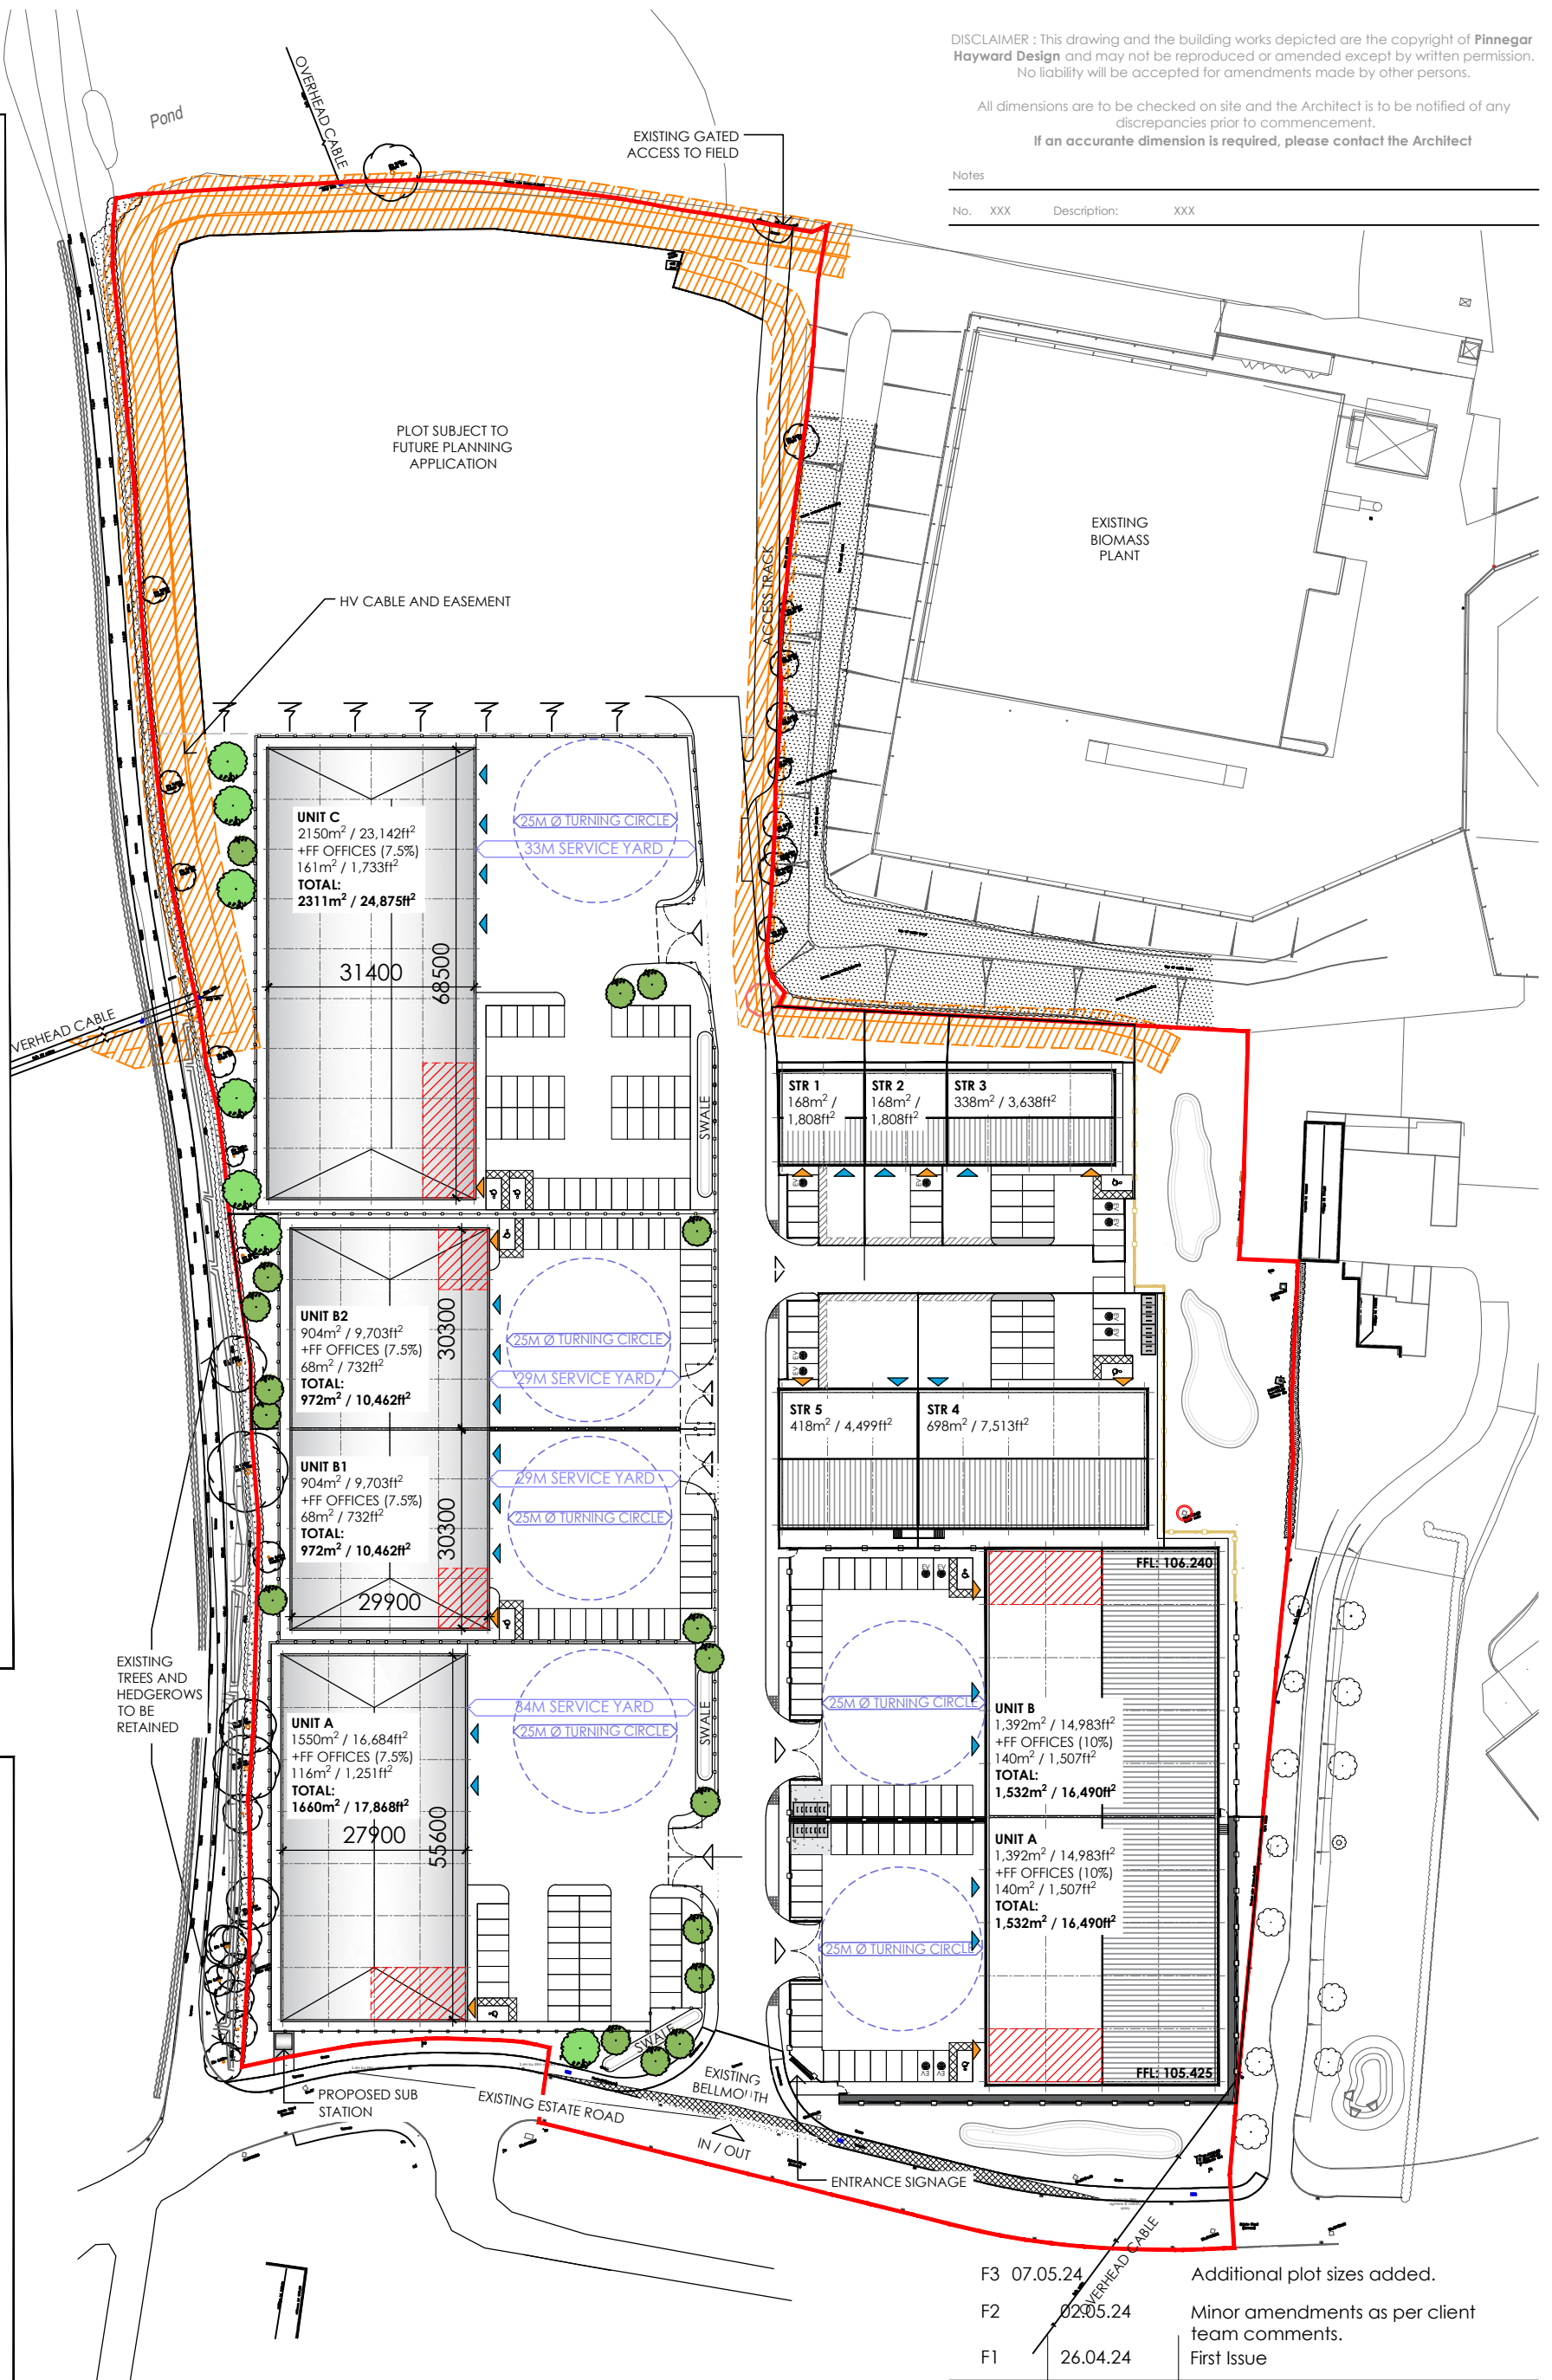 DISCLAIMER : This drawing and the building works depicted are the copyright of Pinnegar
Hayward Design and may not be reproduced or amended except by written permission.
No liability will be accepted for amendments made by other persons.
All dimensions are to be checked on site and the Architect is to be notified of any
discrepancies prior to commencement.
If an accurante dimension is required, please contact the Architect
Notes
No. XXX Description: XXX
Pond
OVERHEAD CABLE
EXISTING GATED
ACCESS TO FIELD
PLOT SUBJECT TO
FUTURE PLANNING
APPLICATION
EXISTING
BIOMASS
PLANT
ACCESS TRACK
HV CABLE AND EASEMENT
UNIT C
2150m² / 23,142ft²
+FF OFFICES (7.5%)
161m² / 1,733ft²
TOTAL:
2311m² / 24,875ft²
25M Ø TURNING CIRCLE
33M SERVICE YARD
31400
68500
VERHEAD CABLE
SWALE
STR 1
168m² /
1,808ft²
STR 2
168m² /
1,808ft²
STR 3
338m² / 3,638ft²
EV
EV
EV
EV
UNIT B2
904m² / 9,703ft²
+FF OFFICES (7.5%)
68m² / 732ft²
TOTAL:
972m² / 10,462ft²
30300
25M Ø TURNING CIRCLE
29M SERVICE YARD
EV
EV
EV
EV
STR 5
418m² / 4,499ft²
STR 4
698m² / 7,513ft²
UNIT B1
904m² / 9,703ft²
+FF OFFICES (7.5%)
68m² / 732ft²
TOTAL:
972m² / 10,462ft²
30300
29900
29M SERVICE YARD
25M Ø TURNING CIRCLE
EV
EV
FFL: 106.240
EXISTING
TREES AND
HEDGEROWS
TO BE
RETAINED
UNIT A
1550m² / 16,684ft²
+FF OFFICES (7.5%)
116m² / 1,251ft²
TOTAL:
1660m² / 17,868ft²
27900
55600
34M SERVICE YARD
25M Ø TURNING CIRCLE
SWALE
25M Ø TURNING CIRCLE
UNIT B
1,392m² / 14,983ft²
+FF OFFICES (10%)
140m² / 1,507ft²
TOTAL:
1,532m² / 16,490ft²
UNIT A
1,392m² / 14,983ft²
+FF OFFICES (10%)
140m² / 1,507ft²
TOTAL:
1,532m² / 16,490ft²
25M Ø TURNING CIRCLE
EV
EV
FFL: 105.425
SWALE
PROPOSED SUB
STATION
EXISTING ESTATE ROAD
EXISTING
BELLMOUTH
IN / OUT
ENTRANCE SIGNAGE
OVERHEAD CABLE
F3 07.05.24 Additional plot sizes added.
F2 02.05.24 Minor amendments as per client
team comments.
F1 26.04.24 First Issue